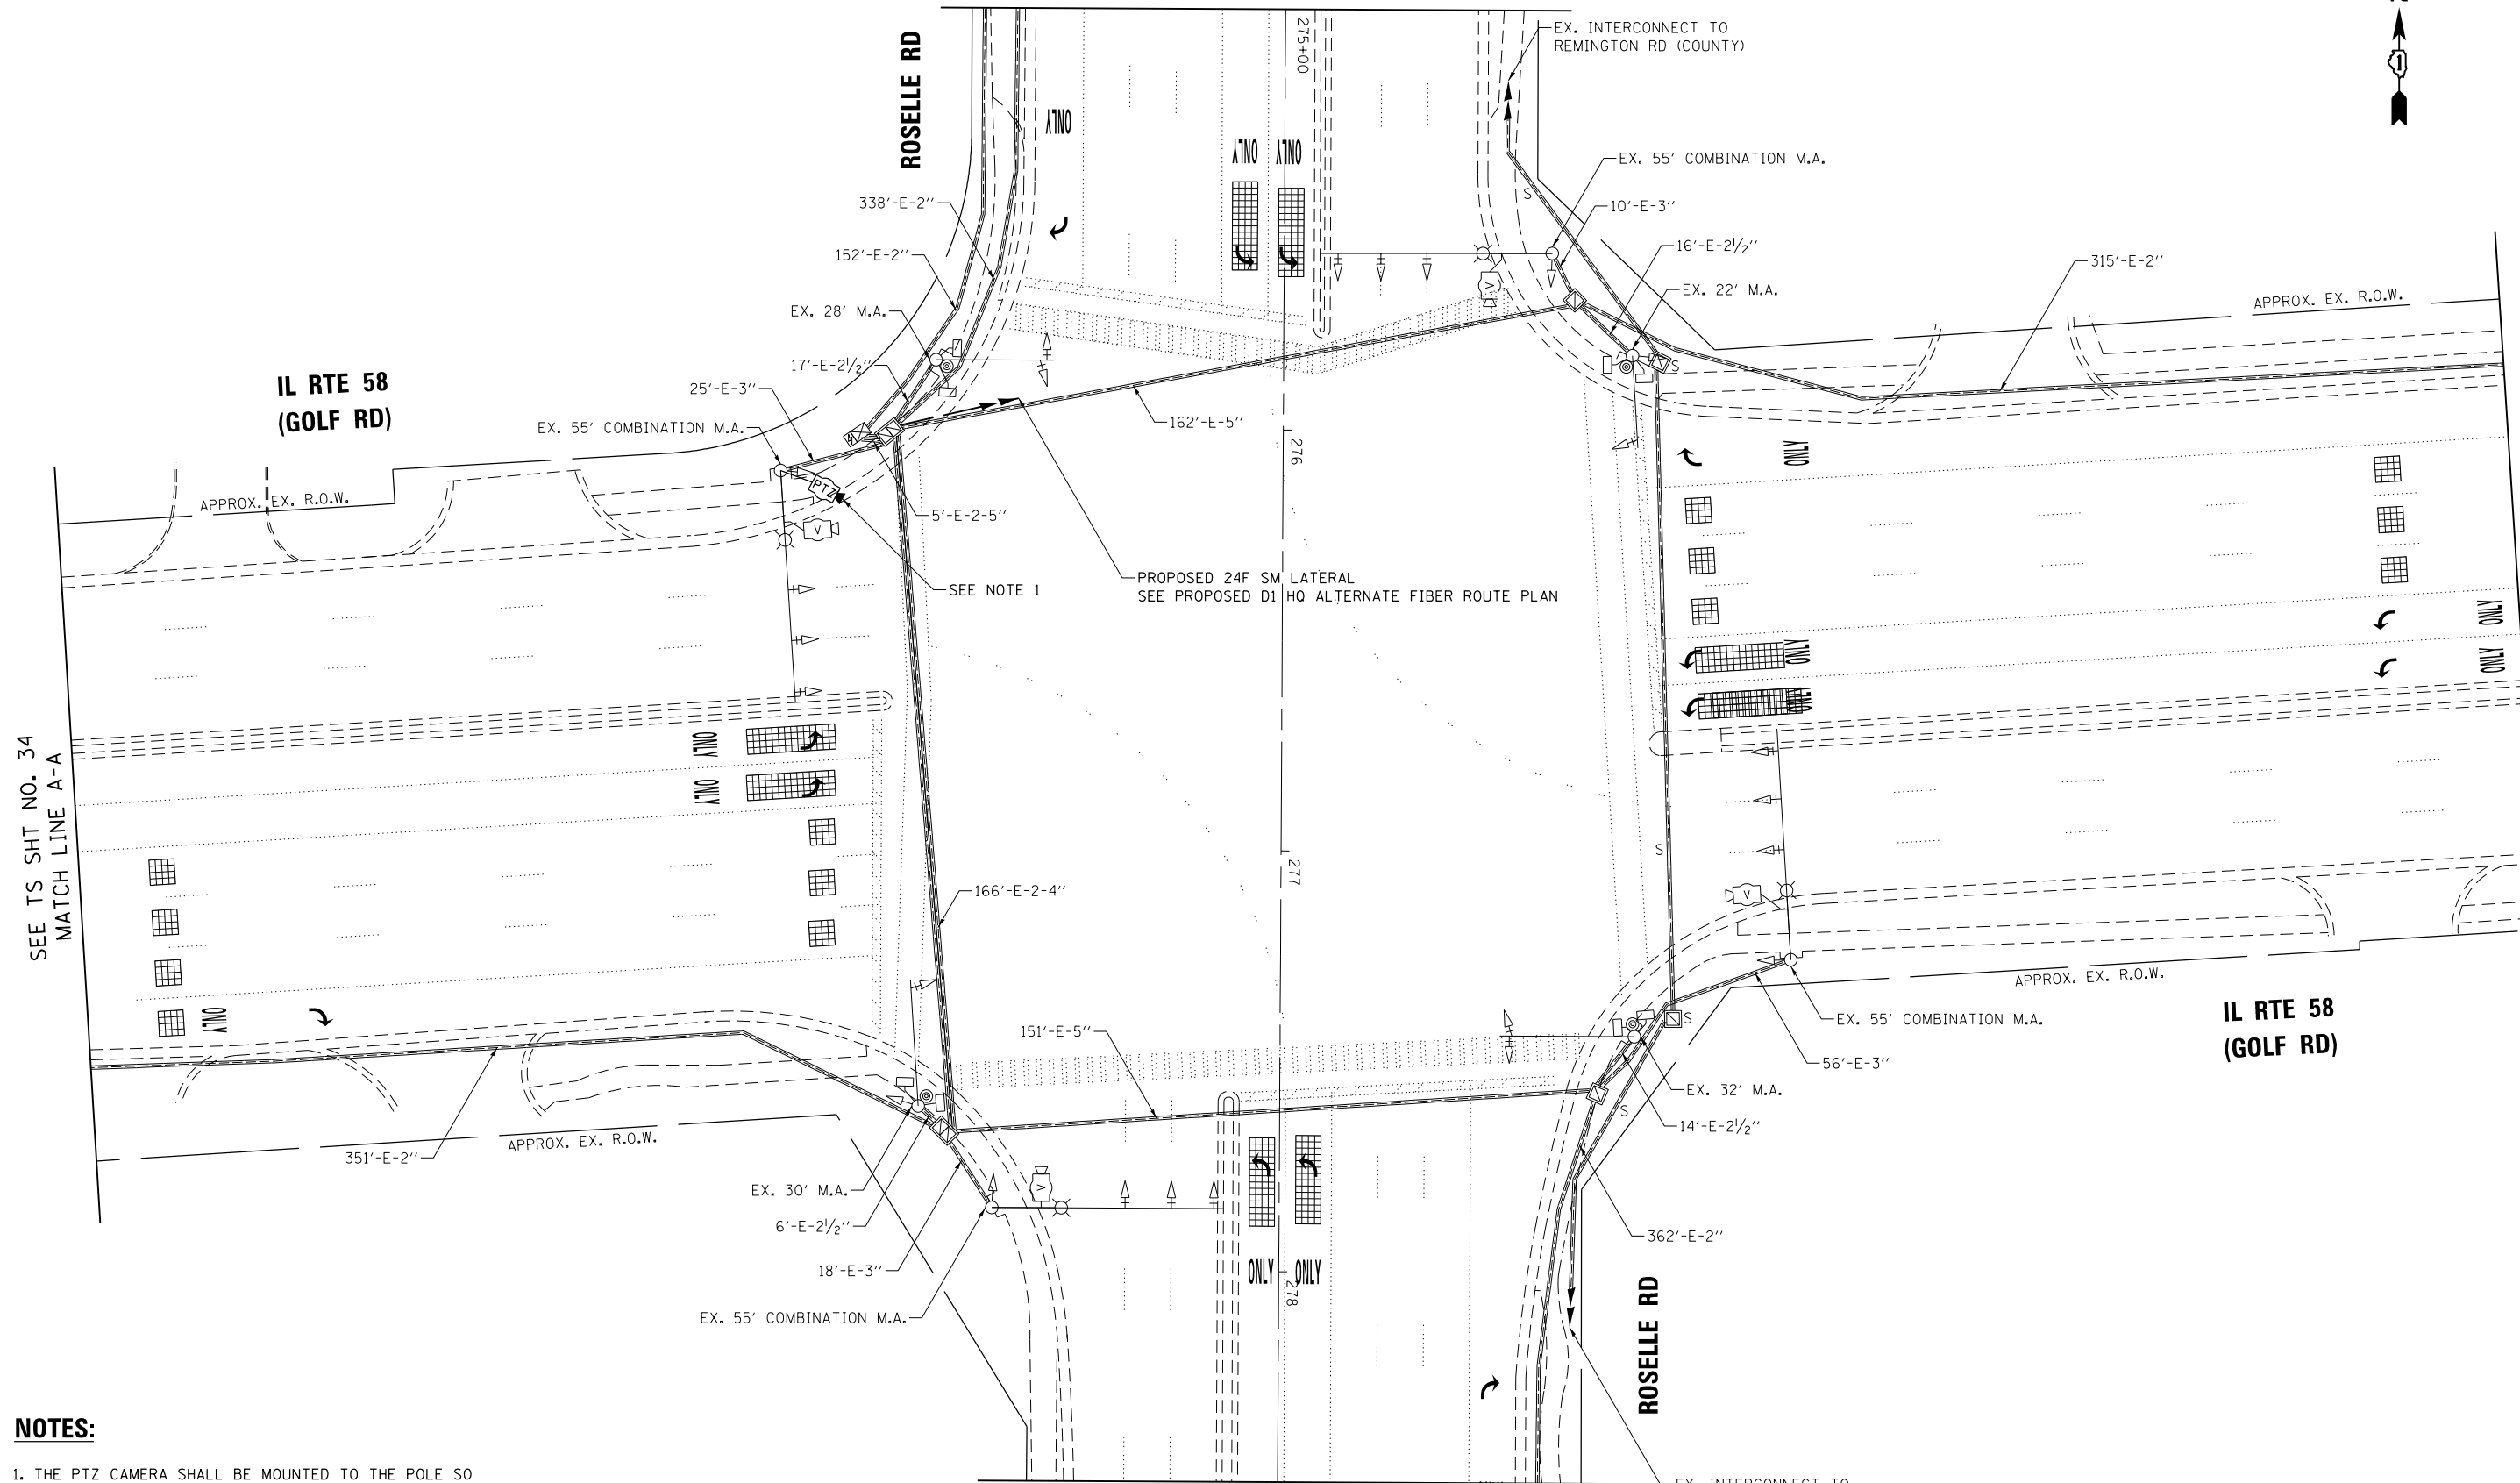 ROSELLE RD
275+00
EX. INTERCONNECT TO
REMINGTON RD (COUNTY)
ONLY
ONLY
ONLY
EX. 55' COMBINATION M.A.
338'-E-2''
10'-E-3''
S
152'-E-2''
16'-E-2½''
315'-E-2''
EX. 28' M.A.
EX. 22' M.A.
V
APPROX. EX. R.O.W.
17'-E-2½''
S
IL RTE 58
(GOLF RD)
25'-E-3''
162'-E-5''
EX. 55' COMBINATION M.A.
276
ONLY
APPROX. EX. R.O.W.
PTZ
5'-E-2-5''
V
SEE NOTE 1
PROPOSED 24F SM LATERAL
SEE PROPOSED D1 HQ ALTERNATE FIBER ROUTE PLAN
ONLY
ONLY
ONLY
ONLY
ONLY
ONLY
SEE TS SHT NO. 34
MATCH LINE A-A
277
S
166'-E-2-4''
V
APPROX. EX. R.O.W.
ONLY
151'-E-5''
S
EX. 55' COMBINATION M.A.
IL RTE 58
(GOLF RD)
56'-E-3''
EX. 32' M.A.
S
14'-E-2½''
351'-E-2''
APPROX. EX. R.O.W.
EX. 30' M.A.
V
6'-E-2½''
362'-E-2''
18'-E-3''
ONLY
ONLY
278
EX. 55' COMBINATION M.A.
ROSELLE RD
NOTES:
1. THE PTZ CAMERA SHALL BE MOUNTED TO THE POLE SO
EX. INTERCONNECT TO